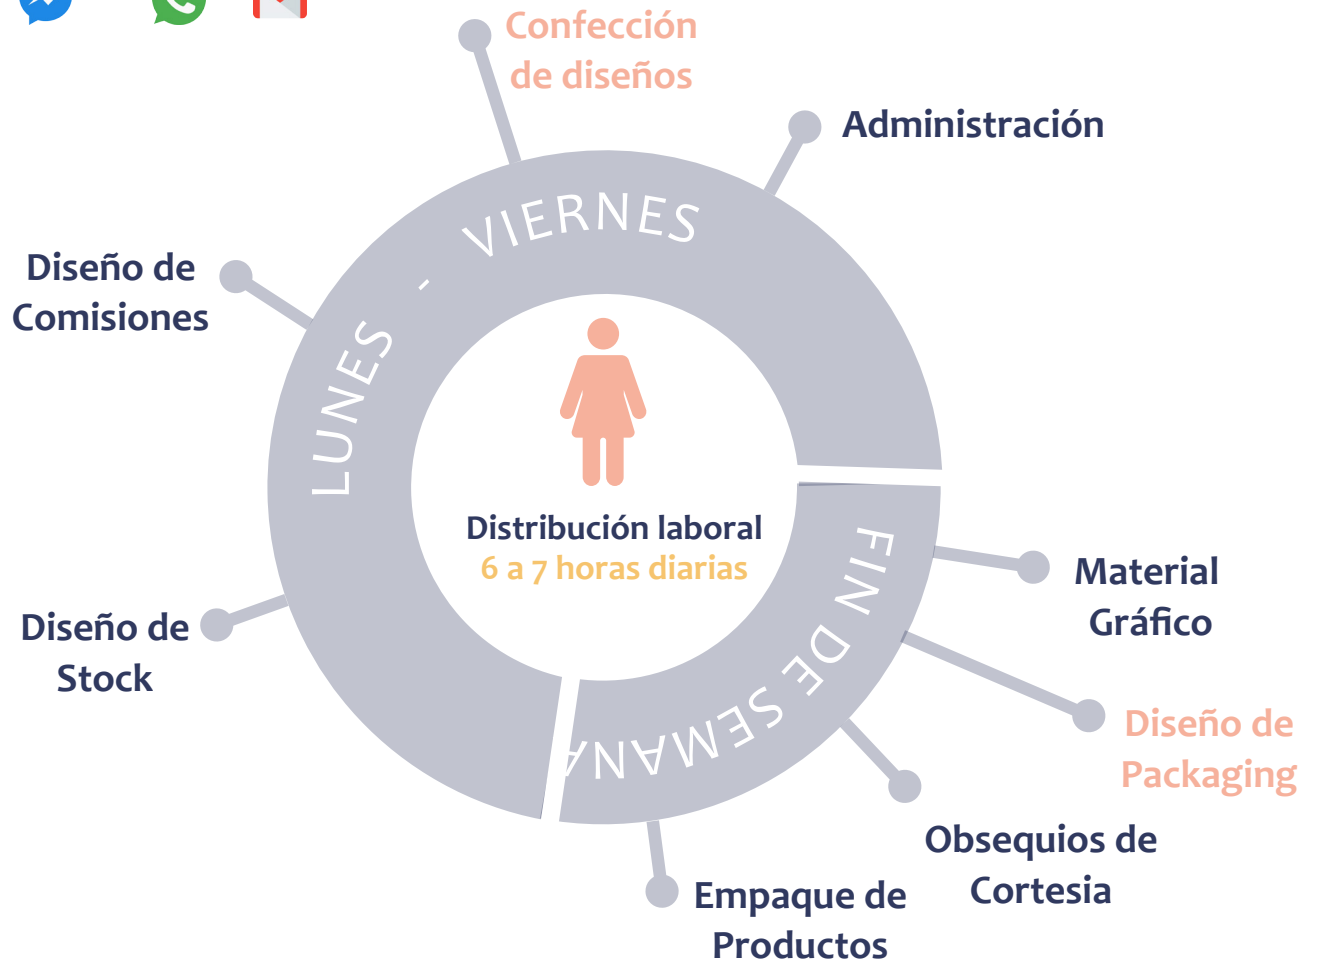 Confección
de diseños
Administración
Diseño de
Comisiones
LUNES - VIERNES
Distribución laboral
6 a 7 horas diarias
FIN DE SEMANA
Material
Gráfico
Diseño de
Stock
Diseño de
Packaging
Obsequios de
Cortesia
Empaque de
Productos